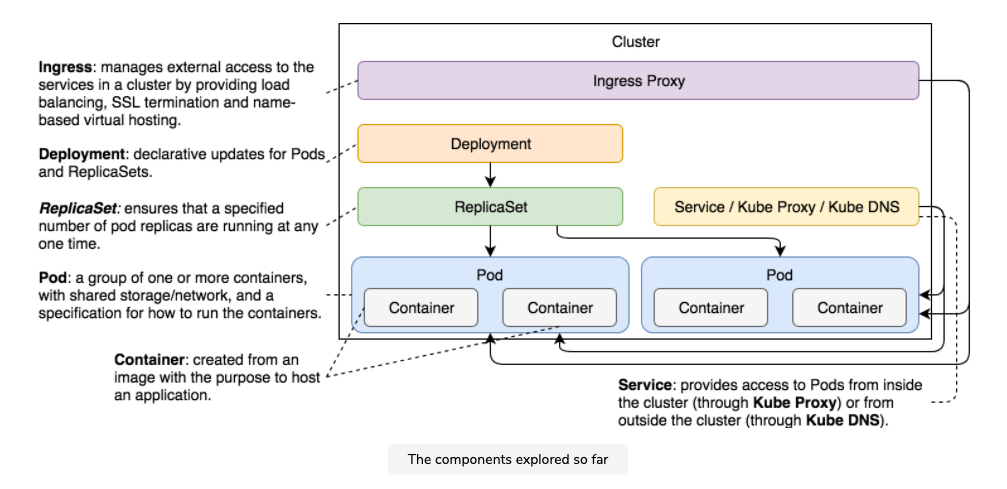 Cluster
Ingress: manages external access to the
services in a cluster by providing load
balancing, SSL termination and name-
based virtual hosting.
Ingress Proxy
Deployment: declarative updates for Pods
and ReplicaSets.
Deployment
ReplicaSet: ensures that a specified
number of pod replicas are running at any
one time.
ReplicaSet
Service / Kube Proxy / Kube DNS
Pod: a group of one or more containers,
with shared storage/network, and a
specification for how to run the containers.
Pod
Container
Container
Pod
Container
Container
Container: created from an
image with the purpose to host
an application.
Service: provides access to Pods from inside
the cluster (through Kube Proxy) or from
outside the cluster (through Kube DNS).
The components explored so far